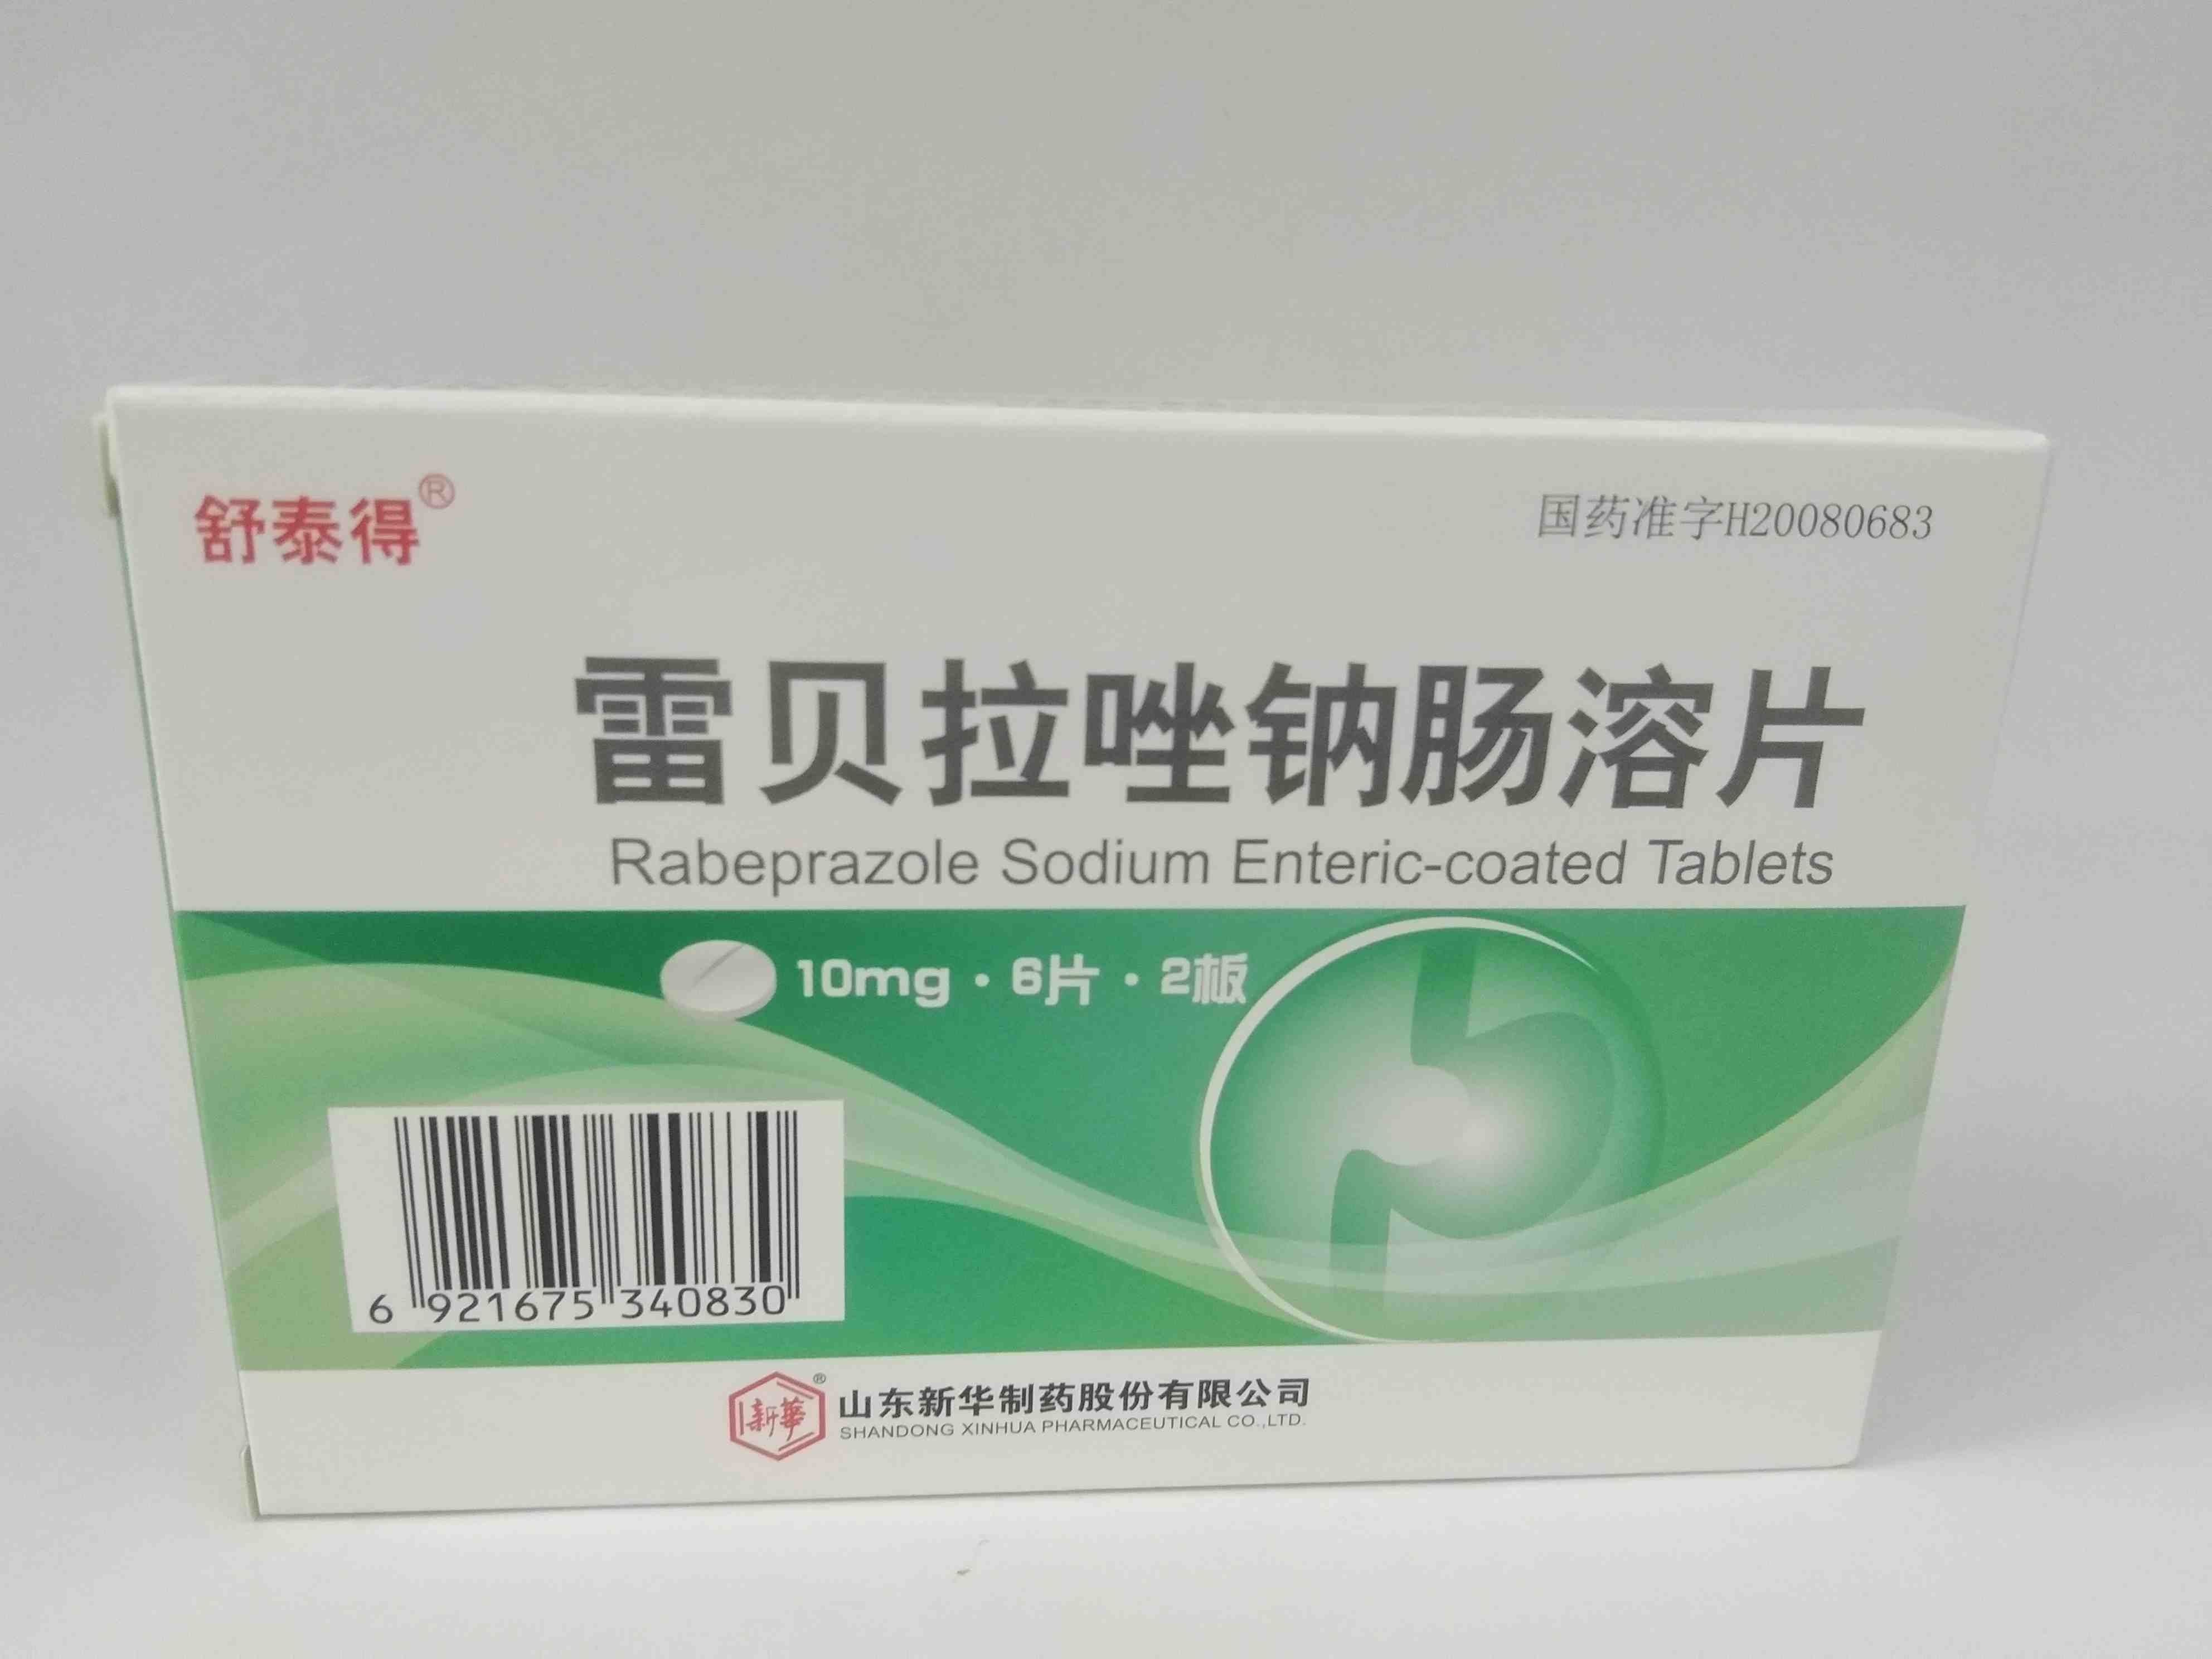 舒泰得®
国药准字H20080683
雷贝拉唑钠肠溶片
Rabeprazole Sodium Enteric-coated Tablets
10mg·6片·2板
6 921675 340830
新華®
山东新华制药股份有限公司
SHANDONG XINHUA PHARMACEUTICAL CO.,LTD.